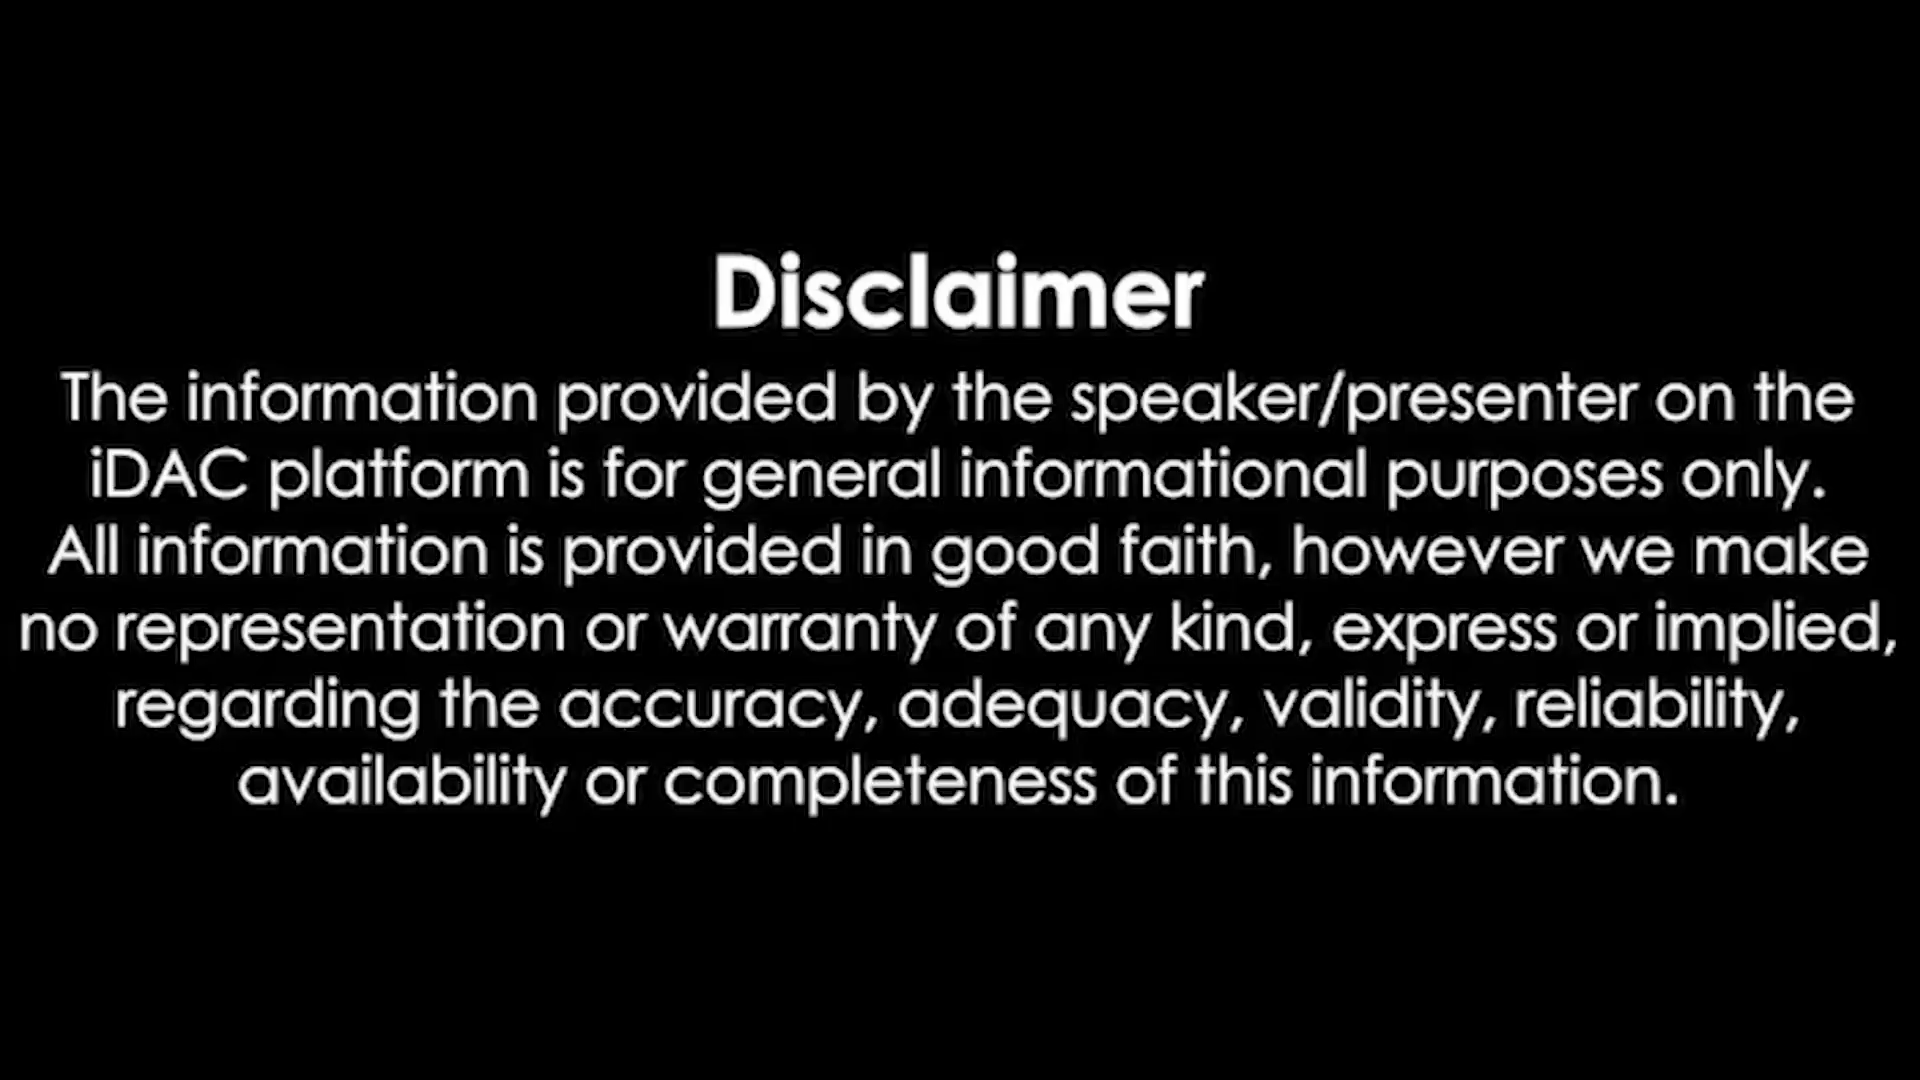 Disclaimer
The information provided by the speaker/presenter on the
iDAC platform is for general informational purposes only.
All information is provided in good faith, however we make
no representation or warranty of any kind, express or implied,
regarding the accuracy, adequacy, validity, reliability,
availability or completeness of this information.